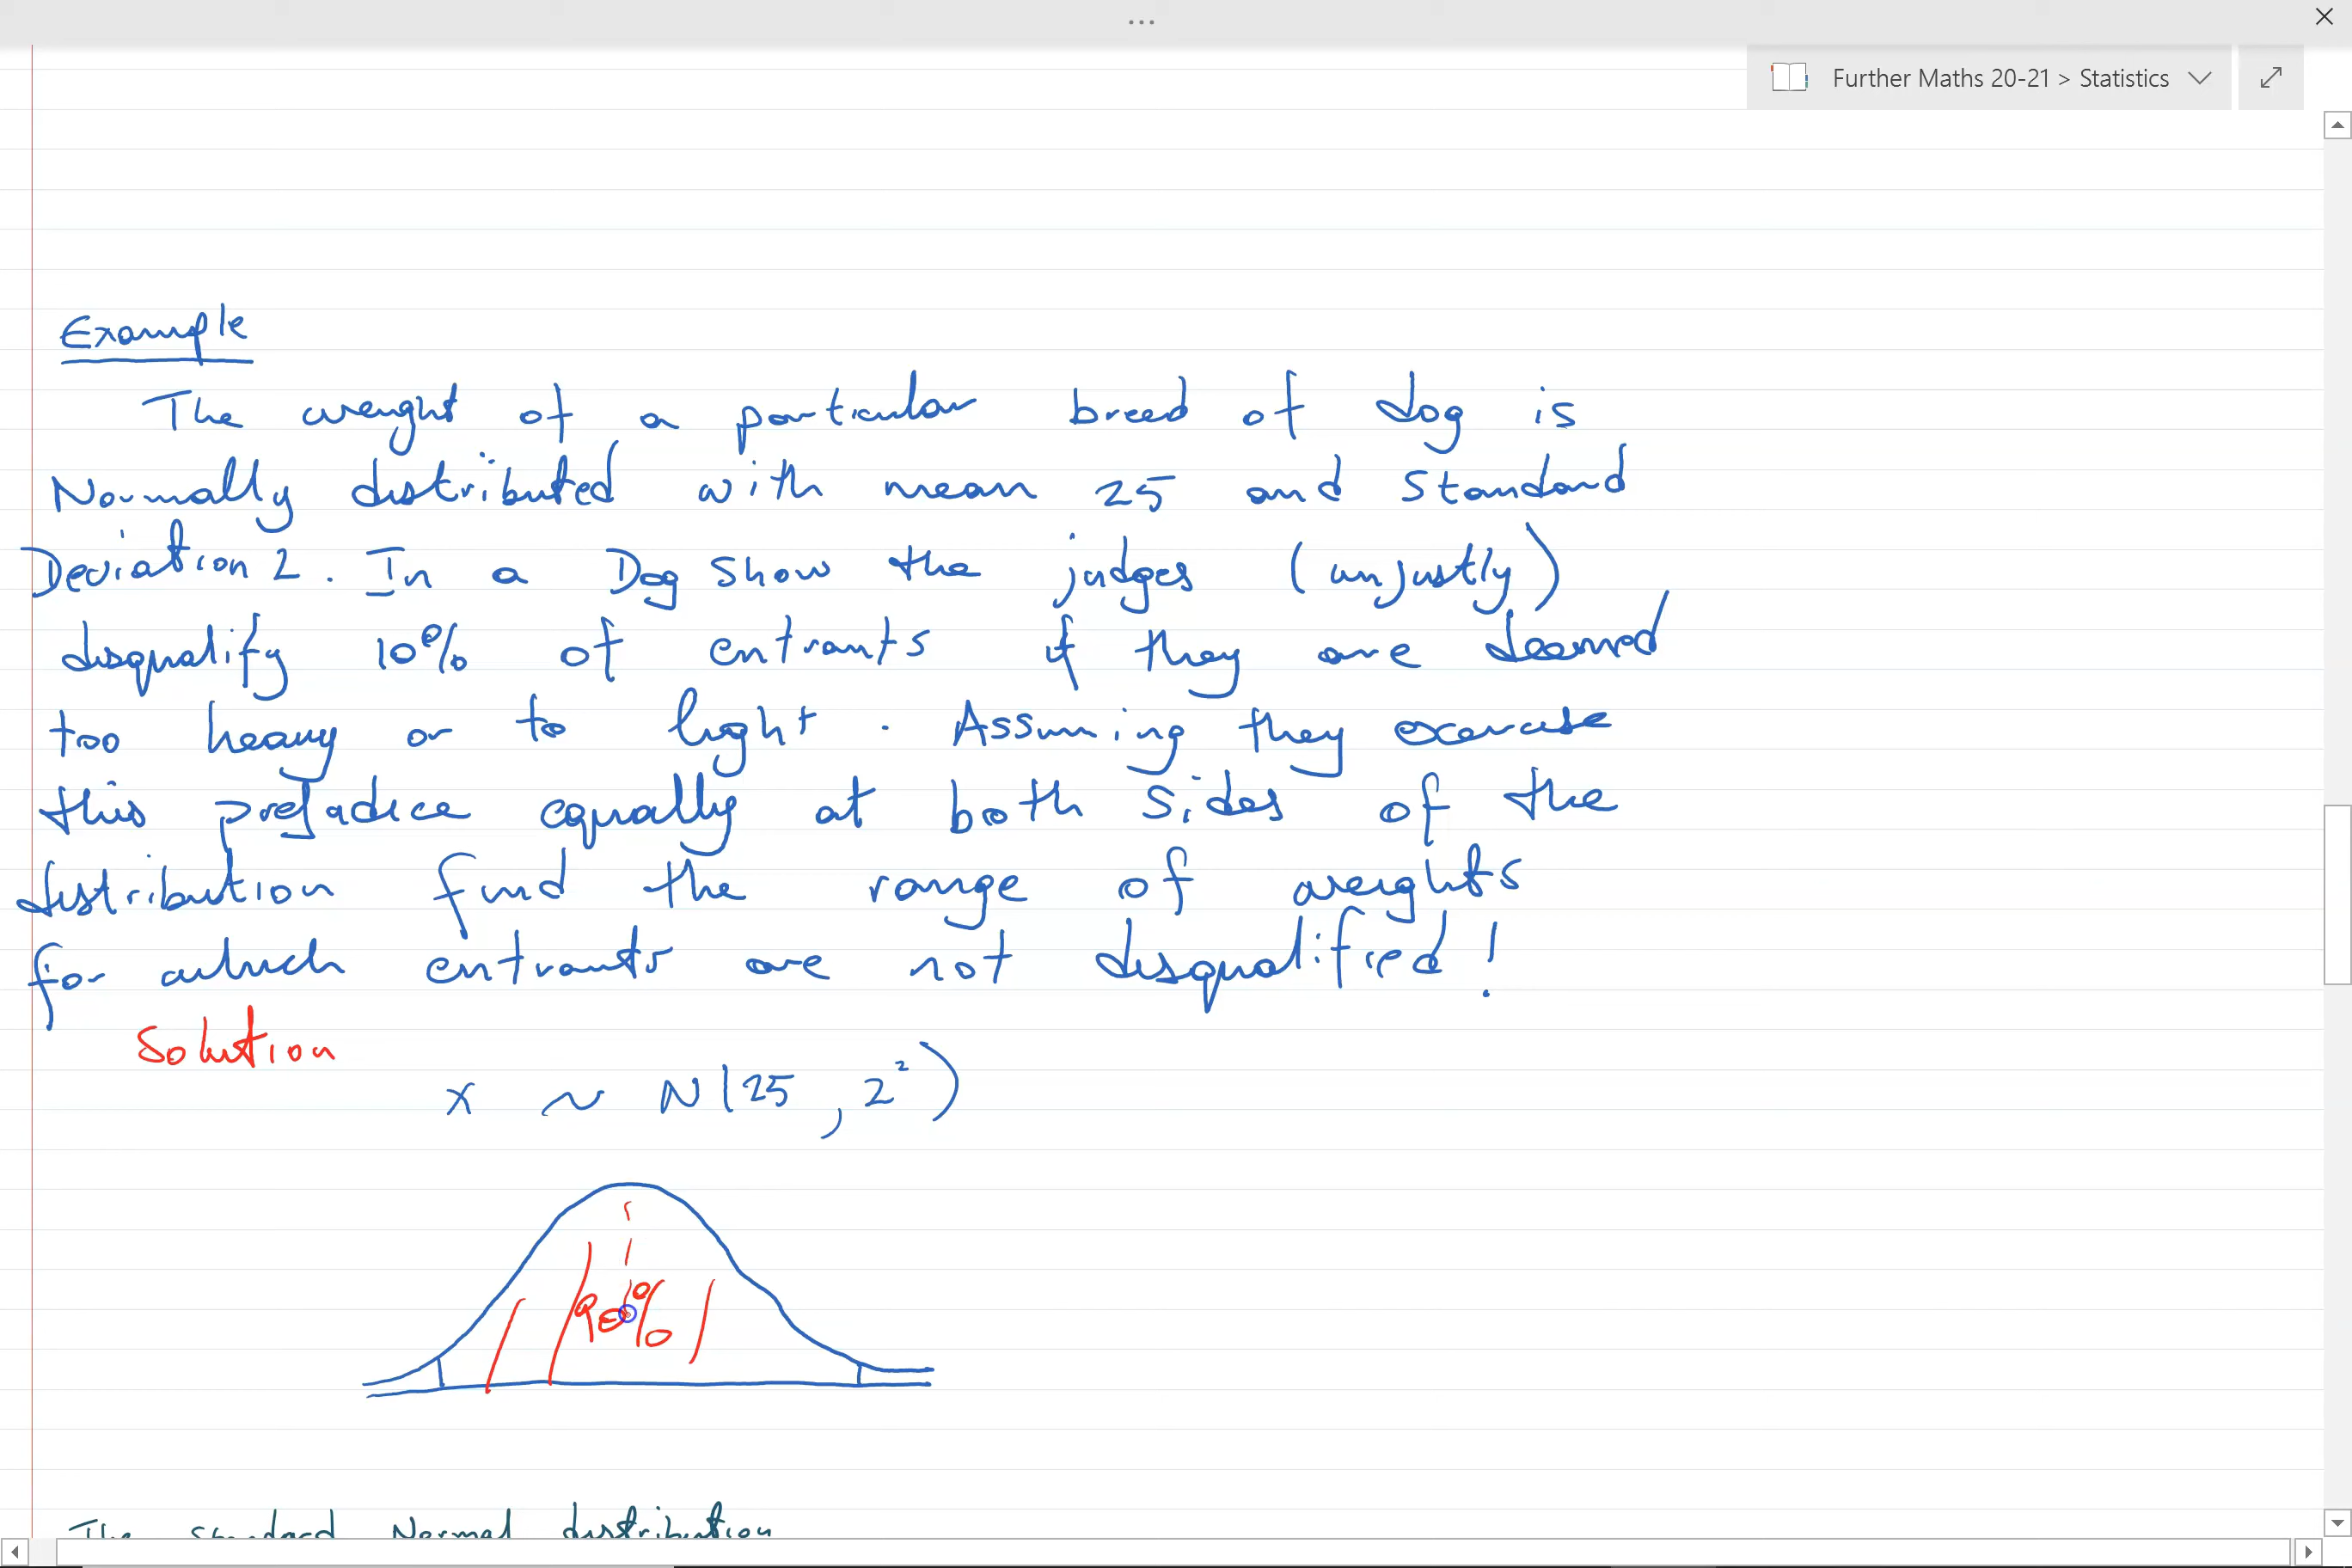 Further Maths 20-21 > Statistics
Example
The weight of a particular breed of dog is
Normally distributed with mean 25 and standard
Deviation 2. In a Dog show the judges (unjustly)
disqualify 10% of entrants if they are deemed
too heavy or to light. Assuming they
this prejudice equally at both sides of the
distribution find the range of weights
for which entrants are not disqualified!
Solution
x ~ N(25, 2²)
90%
The standard Normal distribution